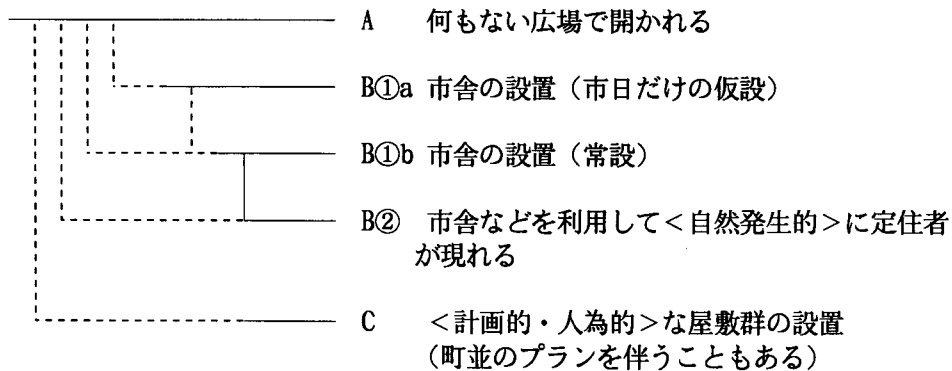 A 何もない広場で開かれる
B①a 市舎の設置（市日だけの仮設）
B①b 市舎の設置（常設）
B② 市舎などを利用して＜自然発生的＞に定住者
が現れる
C ＜計画的・人為的＞な屋敷群の設置
（町並のプランを伴うこともある）